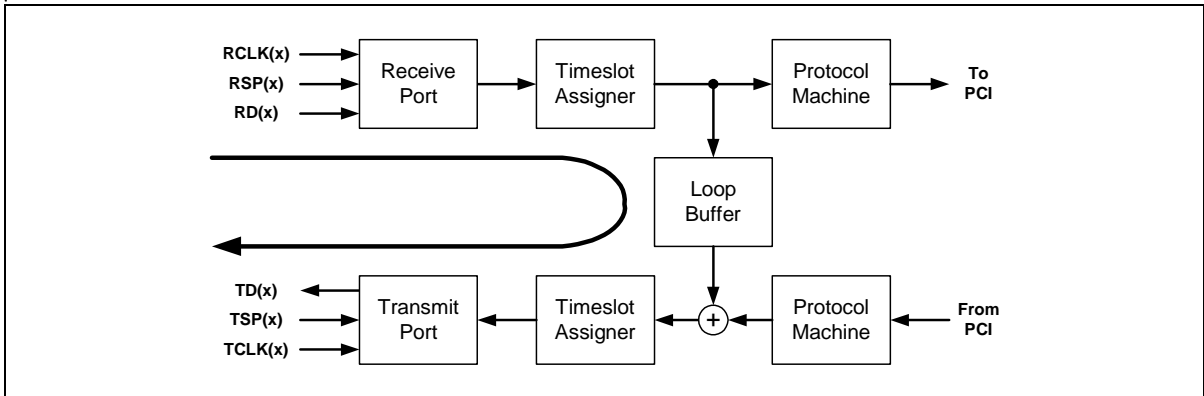 RCLK(x)
RSP(x)
RD(x)
Receive
Port
Timeslot
Assigner
Protocol
Machine
To
PCI
Loop
Buffer
TD(x)
TSP(x)
TCLK(x)
Transmit
Port
Timeslot
Assigner
+
Protocol
Machine
From
PCI